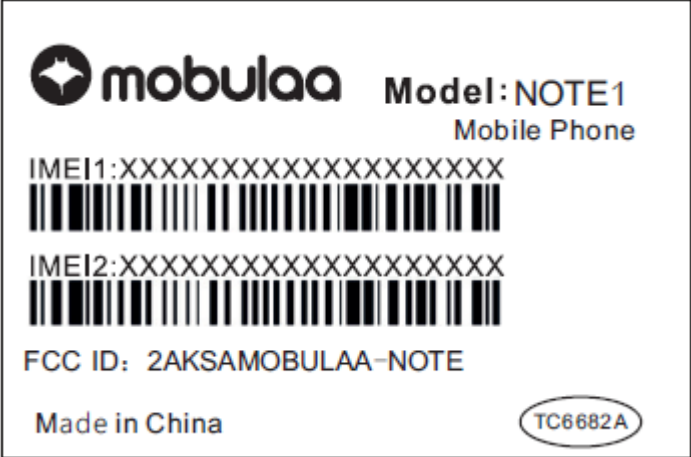 mobulaa
Model:NOTE1
Mobile Phone
IMEI1:XXXXXXXXXXXXXXXXXXX
IMEI2:XXXXXXXXXXXXXXXXXXX
FCC ID: 2AKSAMOBULAA-NOTE
Made in China
TC6682A